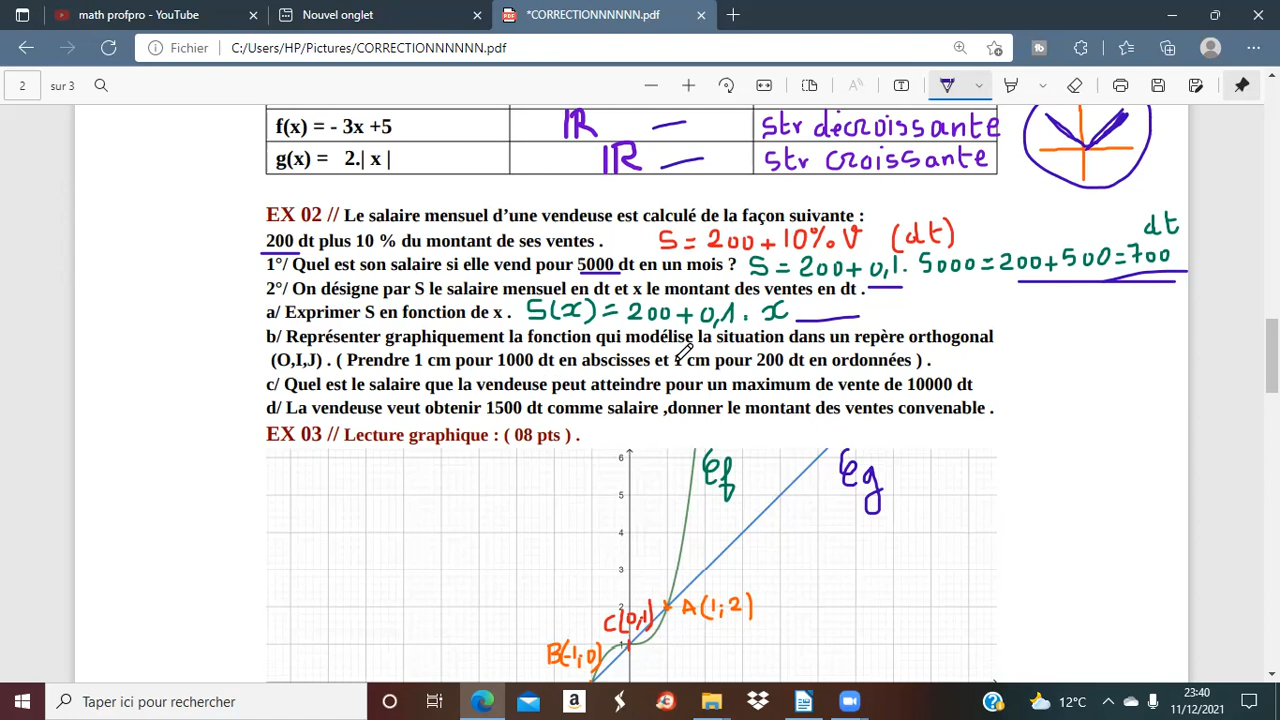 math profpro - YouTube
Nouvel onglet
*CORRECTIONNNNNN.pdf
Fichier
C:/Users/HP/Pictures/CORRECTIONNNNNN.pdf
2 sur 3
f(x) = - 3x +5 IR — Str décroissante
g(x) = 2.| x | IR — str croissante
EX 02 // Le salaire mensuel d’une vendeuse est calculé de la façon suivante :
200 dt plus 10 % du montant de ses ventes . S = 200 + 10% V (dt)
1°/ Quel est son salaire si elle vend pour 5000 dt en un mois ? S = 200 + 0,1 . 5000 = 200 + 500 = 700 dt
2°/ On désigne par S le salaire mensuel en dt et x le montant des ventes en dt .
a/ Exprimer S en fonction de x . S(x) = 200 + 0,1 . x
b/ Représenter graphiquement la fonction qui modélise la situation dans un repère orthogonal
(O,I,J) . ( Prendre 1 cm pour 1000 dt en abscisses et 1 cm pour 200 dt en ordonnées ) .
c/ Quel est le salaire que la vendeuse peut atteindre pour un maximum de vente de 10000 dt
d/ La vendeuse veut obtenir 1500 dt comme salaire ,donner le montant des ventes convenable .
EX 03 // Lecture graphique : ( 08 pts ) .
6
Cf
Cg
5
4
3
2
A(1;2)
C(0,1)
1
B(-1;0)
Taper ici pour rechercher
12°C
23:40
11/12/2021